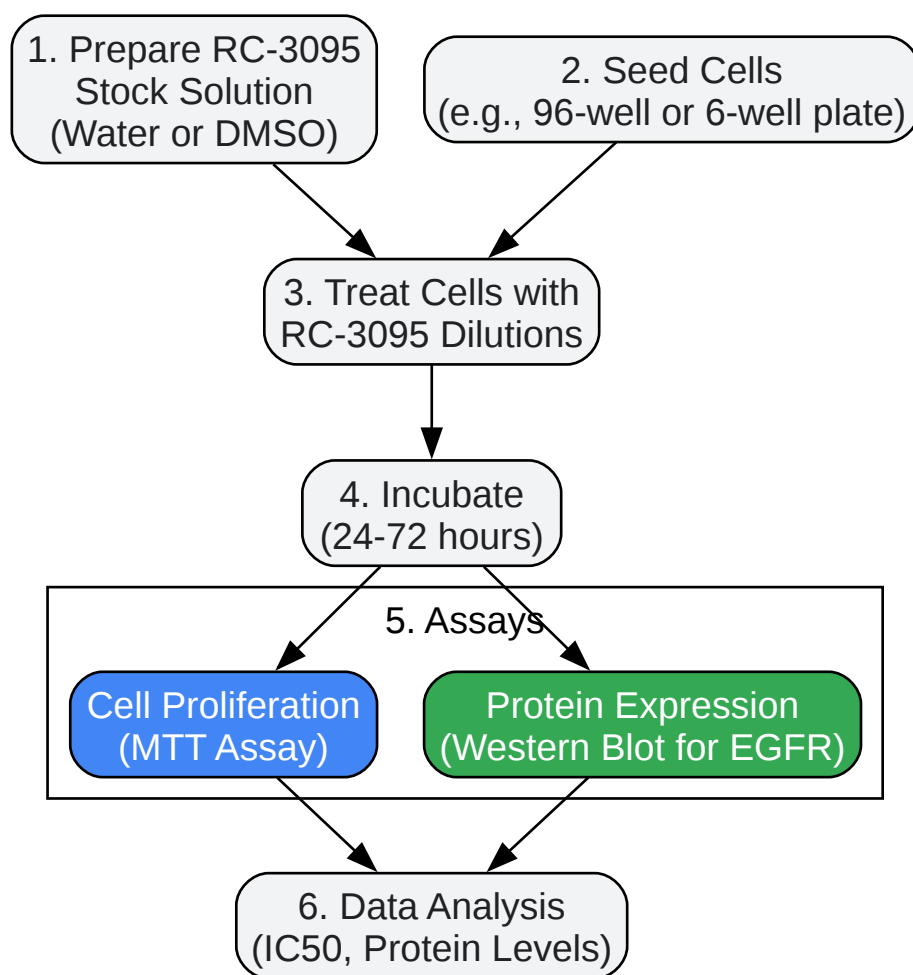 1. Prepare RC-3095
Stock Solution
(Water or DMSO)
2. Seed Cells
(e.g., 96-well or 6-well plate)
3. Treat Cells with
RC-3095 Dilutions
4. Incubate
(24-72 hours)
5. Assays
Cell Proliferation
(MTT Assay)
Protein Expression
(Western Blot for EGFR)
6. Data Analysis
(IC50, Protein Levels)